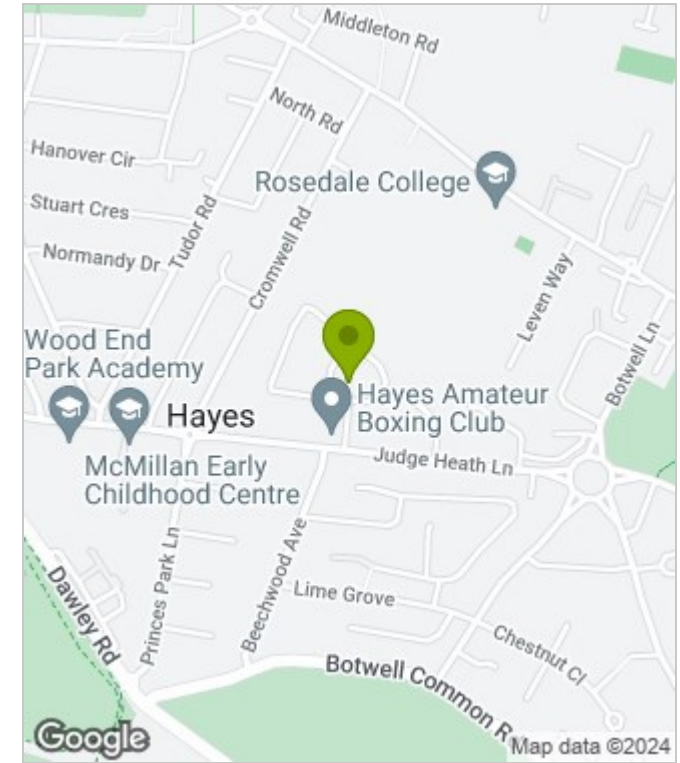 Middleton Rd
North Rd
Hanover Cir
Rosedale College
Stuart Cres
Tudor Rd
Cromwell Rd
Normandy Dr
Leven Way
Wood End
Park Academy
Botwell Ln
Hayes Amateur
Boxing Club
Hayes
Judge Heath Ln
McMillan Early
Childhood Centre
Princes Park Ln
Beechwood Ave
Dawley Rd
Lime Grove
Chestnut Cl
Botwell Common R
Google
Map data ©2024